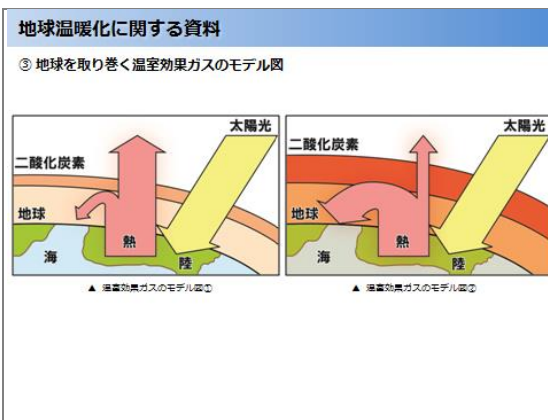 地球温暖化に関する資料
③ 地球を取り巻く温室効果ガスのモデル図
太陽光
二酸化炭素
地球
熱
海
陸
▲ 温室効果ガスのモデル図①
太陽光
二酸化炭素
地球
熱
海
陸
▲ 温室効果ガスのモデル図②